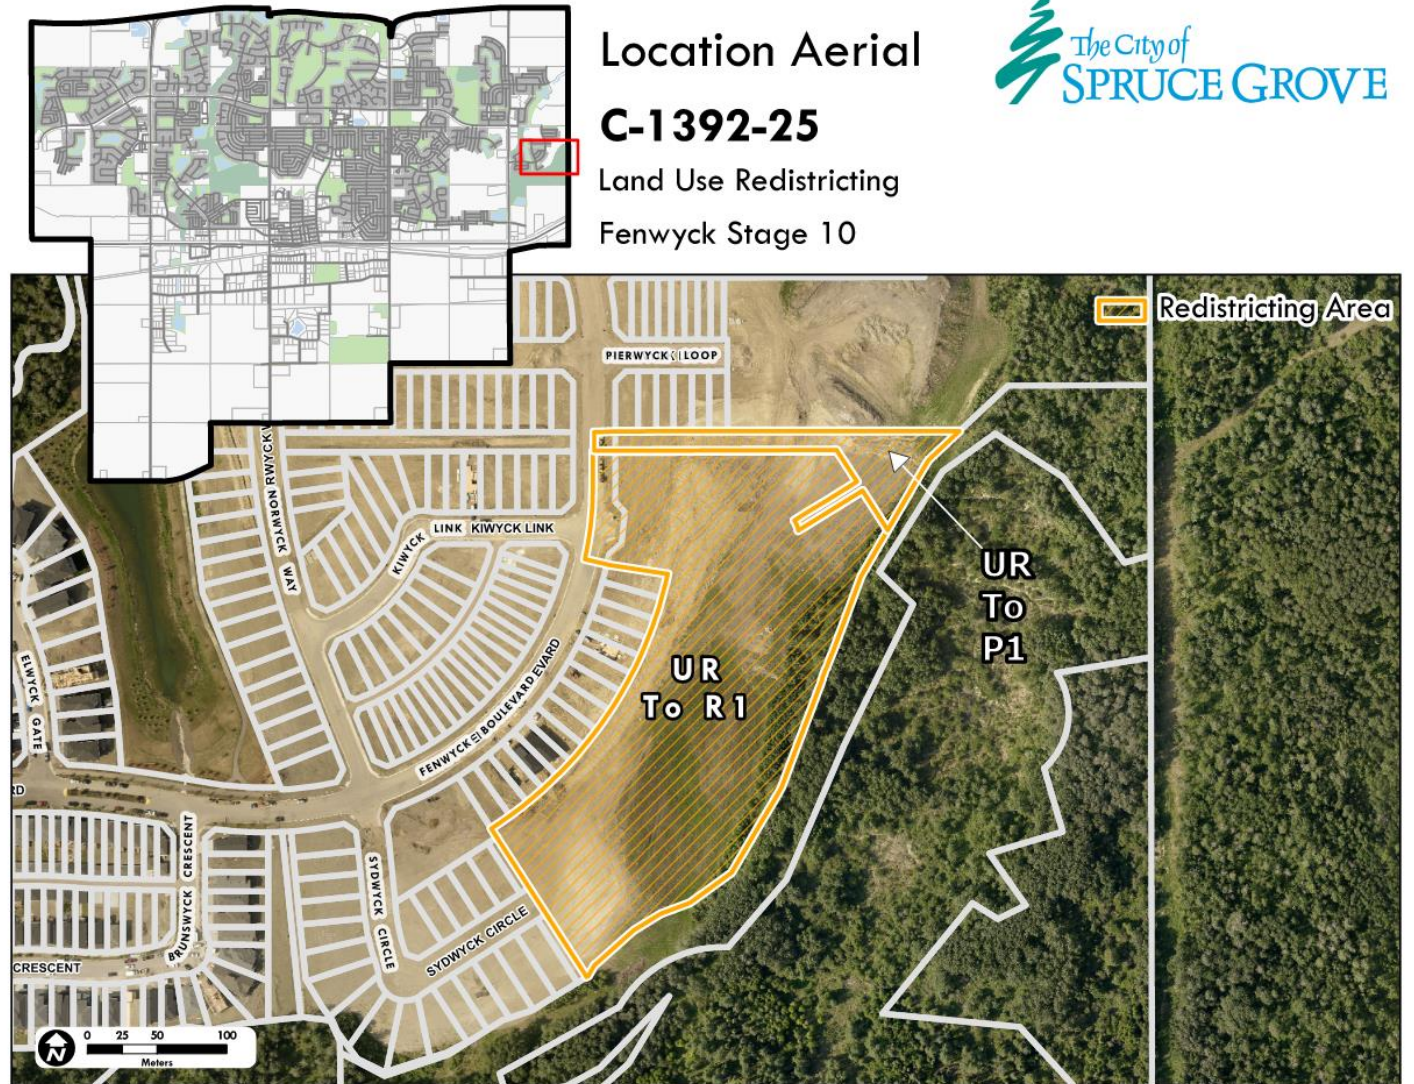 Location Aerial
C-1392-25
Land Use Redistricting
Fenwyck Stage 10
The City of
SPRUCE GROVE
Redistricting Area
PIERWYCK LOOP
WAY
KIWYCK
LINK KIWYCK LINK
UR
To
P1
UR
To R1
ELWYCK GATE
FENWYCK BOULEVARD EVARD
RD
BRUNSWYCK CRESCENT
SYDWYCK CIRCLE
SYDWYCK CIRCLE
CRESCENT
N
0 25 50 100
Meters